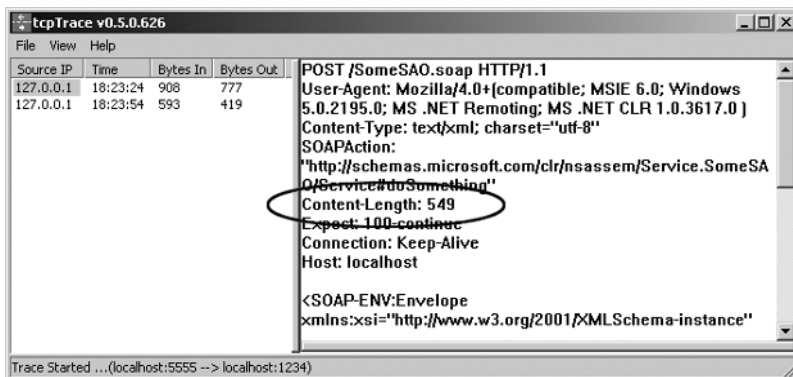 tcpTrace v0.5.0.626
File View Help
Source IP Time Bytes In Bytes Out
127.0.0.1 18:23:24 908 777
127.0.0.1 18:23:54 593 419
POST /SomeSAO.soap HTTP/1.1
User-Agent: Mozilla/4.0+(compatible; MSIE 6.0; Windows
5.0.2195.0; MS .NET Remoting; MS .NET CLR 1.0.3617.0 )
Content-Type: text/xml; charset="utf-8"
SOAPAction:
"http://schemas.microsoft.com/clr/nsassem/Service.SomeSA
O/Service#doSomething"
Content-Length: 549
Expect: 100-continue
Connection: Keep-Alive
Host: localhost
<SOAP-ENV:Envelope
xmlns:xsi="http://www.w3.org/2001/XMLSchema-instance"
Trace Started ...(localhost:5555 --> localhost:1234)